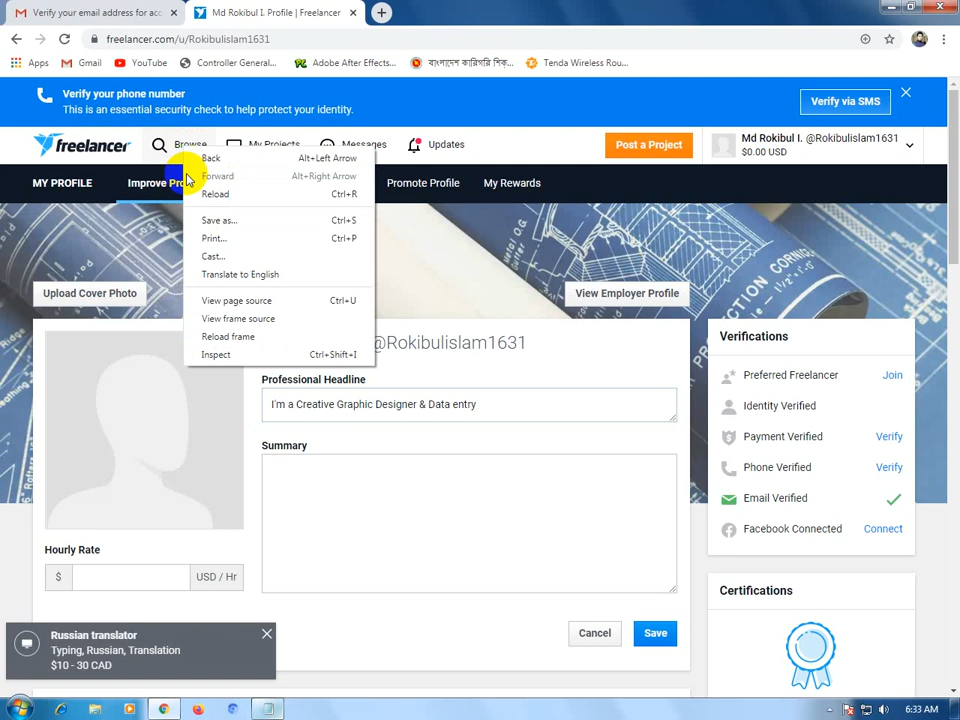 Verify your email address for acc
Md Rokibul I. Profile | Freelancer
freelancer.com/u/Rokibulislam1631
Apps
Gmail
YouTube
Controller General...
Adobe After Effects...
বাংলাদেশ কারিগরি শিক...
Tenda Wireless Rou...
Verify your phone number
This is an essential security check to help protect your identity.
Verify via SMS
freelancer
Browse
My Projects
Messages
Updates
Post a Project
Md Rokibul I. @Rokibulislam1631
$0.00 USD
MY PROFILE
Improve Pro
Promote Profile
My Rewards
Back Alt+Left Arrow
Forward Alt+Right Arrow
Reload Ctrl+R
Save as... Ctrl+S
Print... Ctrl+P
Cast...
Translate to English
View page source Ctrl+U
View frame source
Reload frame
Inspect Ctrl+Shift+I
Upload Cover Photo
View Employer Profile
@Rokibulislam1631
Professional Headline
I'm a Creative Graphic Designer & Data entry
Summary
Hourly Rate
$ USD / Hr
Cancel
Save
Verifications
Preferred Freelancer Join
Identity Verified
Payment Verified Verify
Phone Verified Verify
Email Verified
Facebook Connected Connect
Certifications
Russian translator
Typing, Russian, Translation
$10 - 30 CAD
6:33 AM